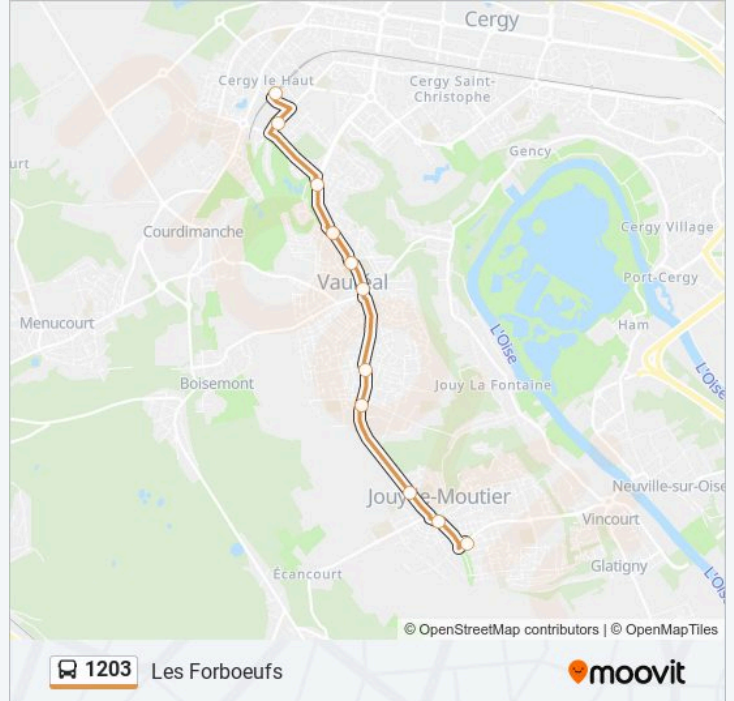 Cergy
Cergy le Haut
Cergy Saint-
Christophe
Gency
urt
Courdimanche
Cergy Village
Vauréal
Port-Cergy
Menucourt
Ham
L'Oise
L'Oise
Boisemont
Jouy La Fontaine
Jouy-le-Moutier
Neuville-sur-Oise
Vincourt
Écancourt
Glatigny
L'Oise
© OpenStreetMap contributors | © OpenMapTiles
1203 Les Forboeufs
moovit